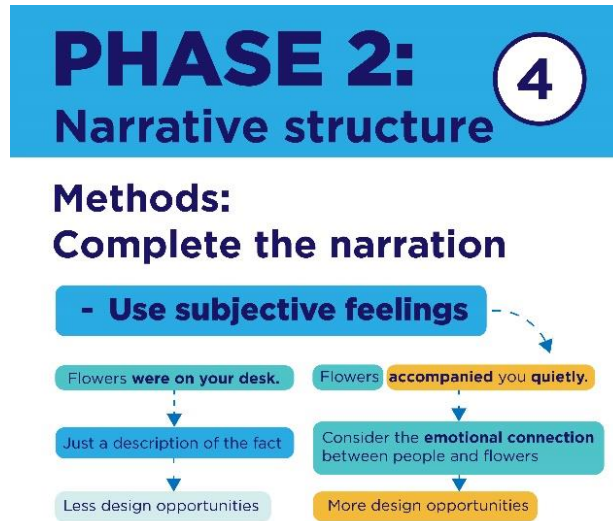 PHASE 2:
4
Narrative structure
Methods:
Complete the narration
- Use subjective feelings
Flowers were on your desk.
Flowers accompanied you quietly.
Just a description of the fact
Consider the emotional connection
between people and flowers
Less design opportunities
More design opportunities